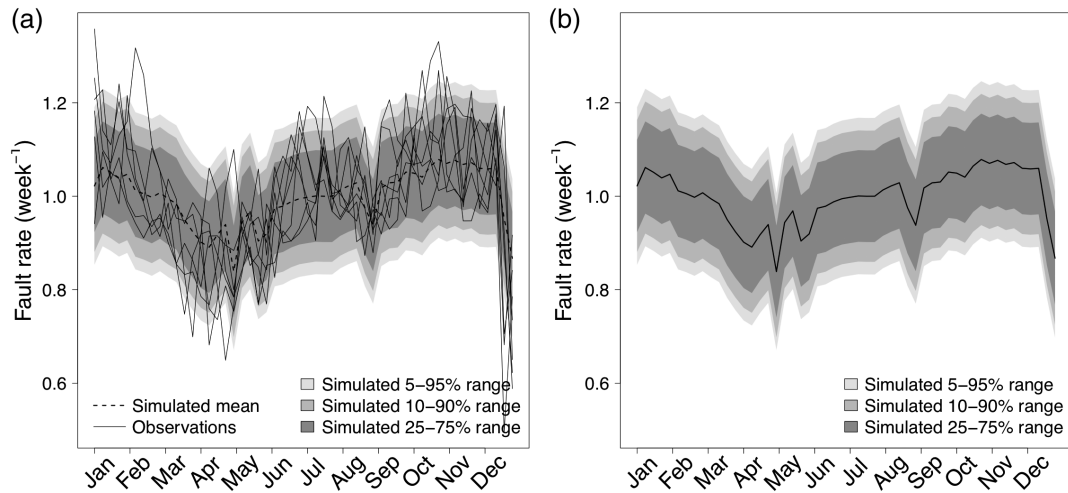 (a)
Fault rate (week⁻¹)
1.2
1.0
0.8
0.6
Simulated mean
Observations
Simulated 5–95% range
Simulated 10–90% range
Simulated 25–75% range
Jan Feb Mar Apr May Jun Jul Aug Sep Oct Nov Dec
(b)
Fault rate (week⁻¹)
1.2
1.0
0.8
0.6
Simulated 5–95% range
Simulated 10–90% range
Simulated 25–75% range
Jan Feb Mar Apr May Jun Jul Aug Sep Oct Nov Dec